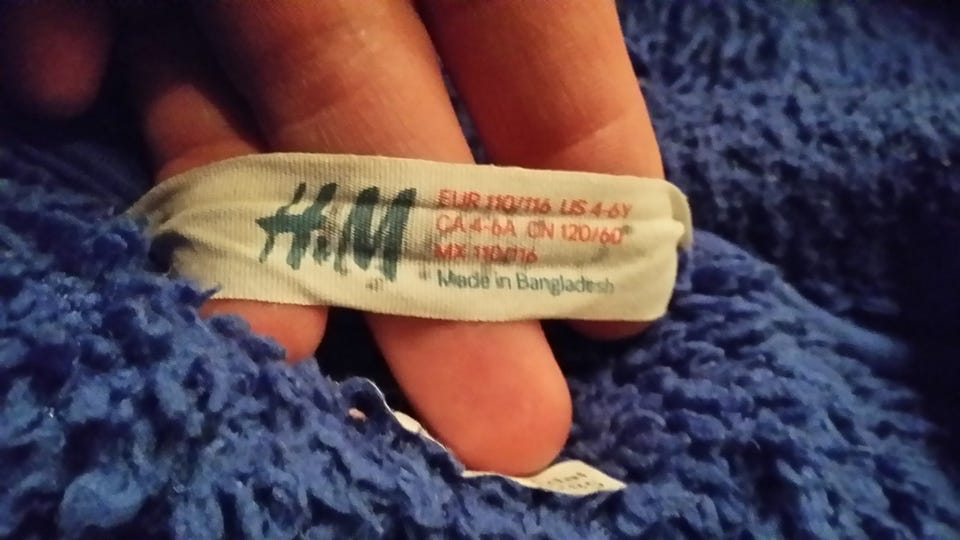 H&M
EUR 110/116 US 4-6Y
CA 4-6A CN 120/60
MX 110/116
Made in Bangladesh